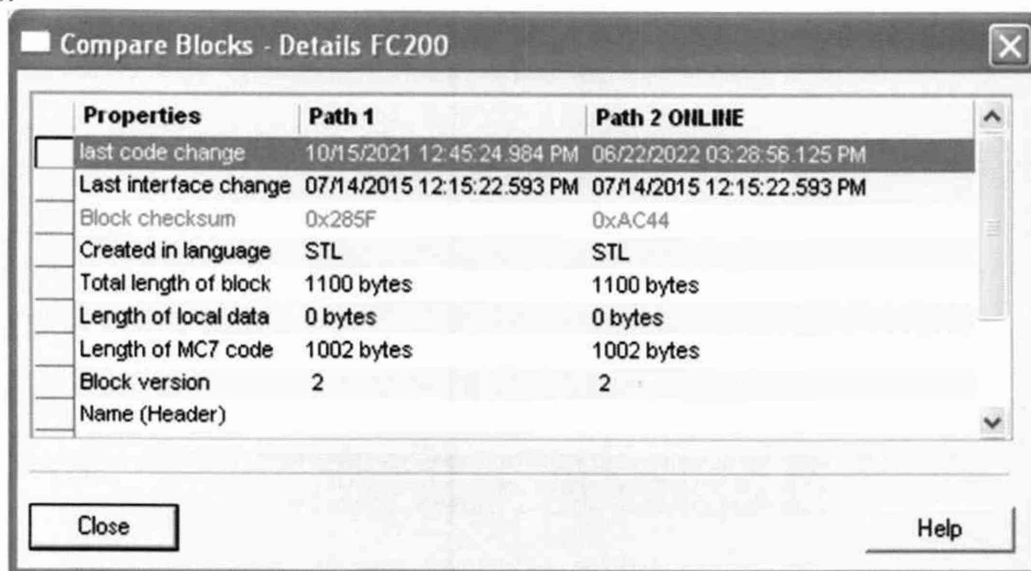 Compare Blocks - Details FC200
Properties Path 1 Path 2 ONLINE
last code change 10/15/2021 12:45:24.984 PM 06/22/2022 03:28:56.125 PM
Last interface change 07/14/2015 12:15:22.593 PM 07/14/2015 12:15:22.593 PM
Block checksum 0x285F 0xAC44
Created in language STL STL
Total length of block 1100 bytes 1100 bytes
Length of local data 0 bytes 0 bytes
Length of MC7 code 1002 bytes 1002 bytes
Block version 2 2
Name (Header)
Close Help